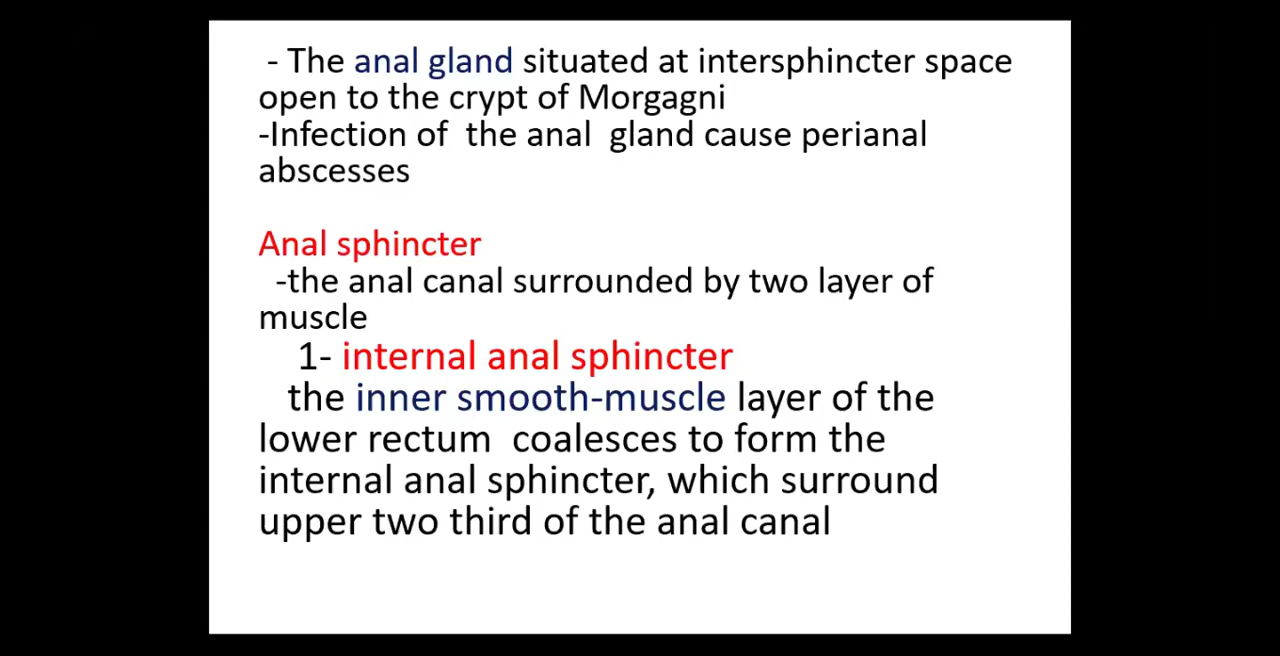 - The anal gland situated at intersphincter space
open to the crypt of Morgagni
-Infection of the anal gland cause perianal
abscesses
Anal sphincter
-the anal canal surrounded by two layer of
muscle
1- internal anal sphincter
the inner smooth-muscle layer of the
lower rectum coalesces to form the
internal anal sphincter, which surround
upper two third of the anal canal